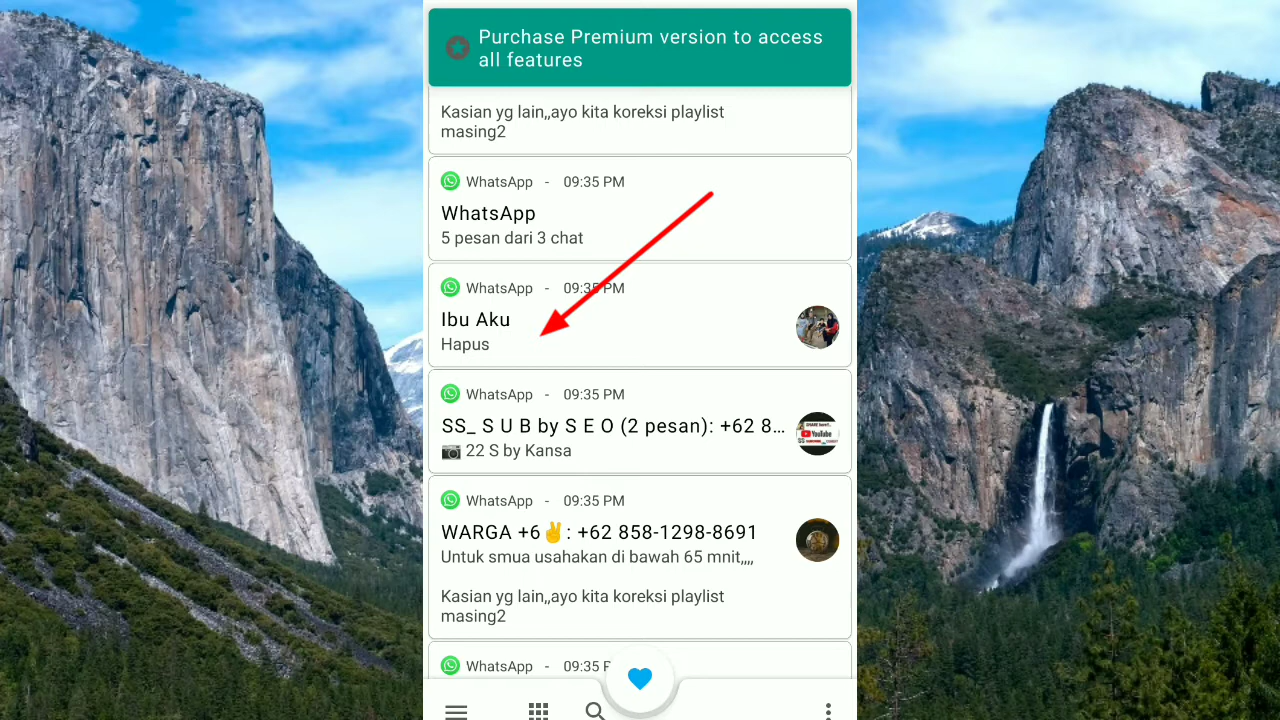 Purchase Premium version to access
all features
Kasian yg lain,,ayo kita koreksi playlist
masing2
WhatsApp - 09:35 PM
WhatsApp
5 pesan dari 3 chat
WhatsApp - 09:35 PM
Ibu Aku
Hapus
WhatsApp - 09:35 PM
SS_ S U B by S E O (2 pesan): +62 8...
YouTube
📷 22 S by Kansa
WhatsApp - 09:35 PM
WARGA +6✌: +62 858-1298-8691
Untuk smua usahakan di bawah 65 mnit,,,,
Kasian yg lain,,ayo kita koreksi playlist
masing2
WhatsApp - 09:35 P